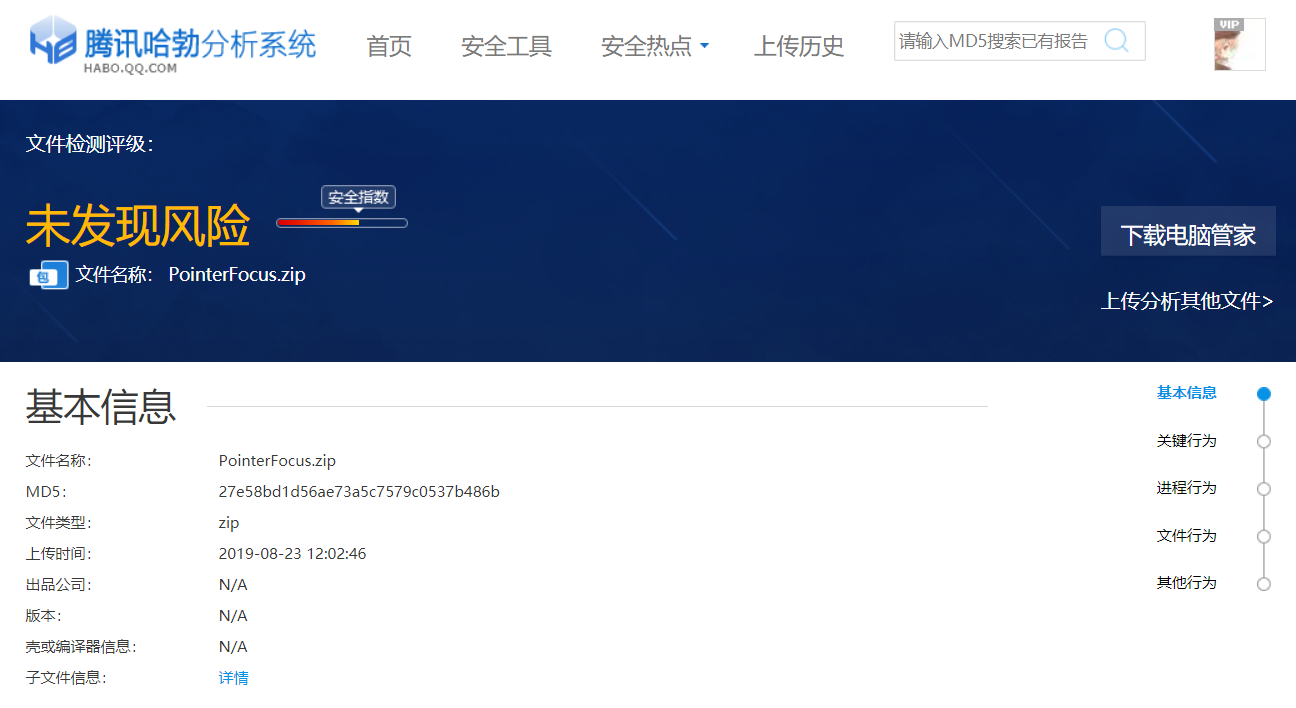 腾讯哈勃分析系统
HABO.QQ.COM
首页 安全工具 安全热点 上传历史 请输入MD5搜索已有报告 VIP
文件检测评级：
安全指数
未发现风险
下载电脑管家
包 文件名称： PointerFocus.zip
上传分析其他文件>
基本信息
基本信息
关键行为
进程行为
文件行为
其他行为
文件名称： PointerFocus.zip
MD5： 27e58bd1d56ae73a5c7579c0537b486b
文件类型： zip
上传时间： 2019-08-23 12:02:46
出品公司： N/A
版本： N/A
壳或编译器信息： N/A
子文件信息： 详情